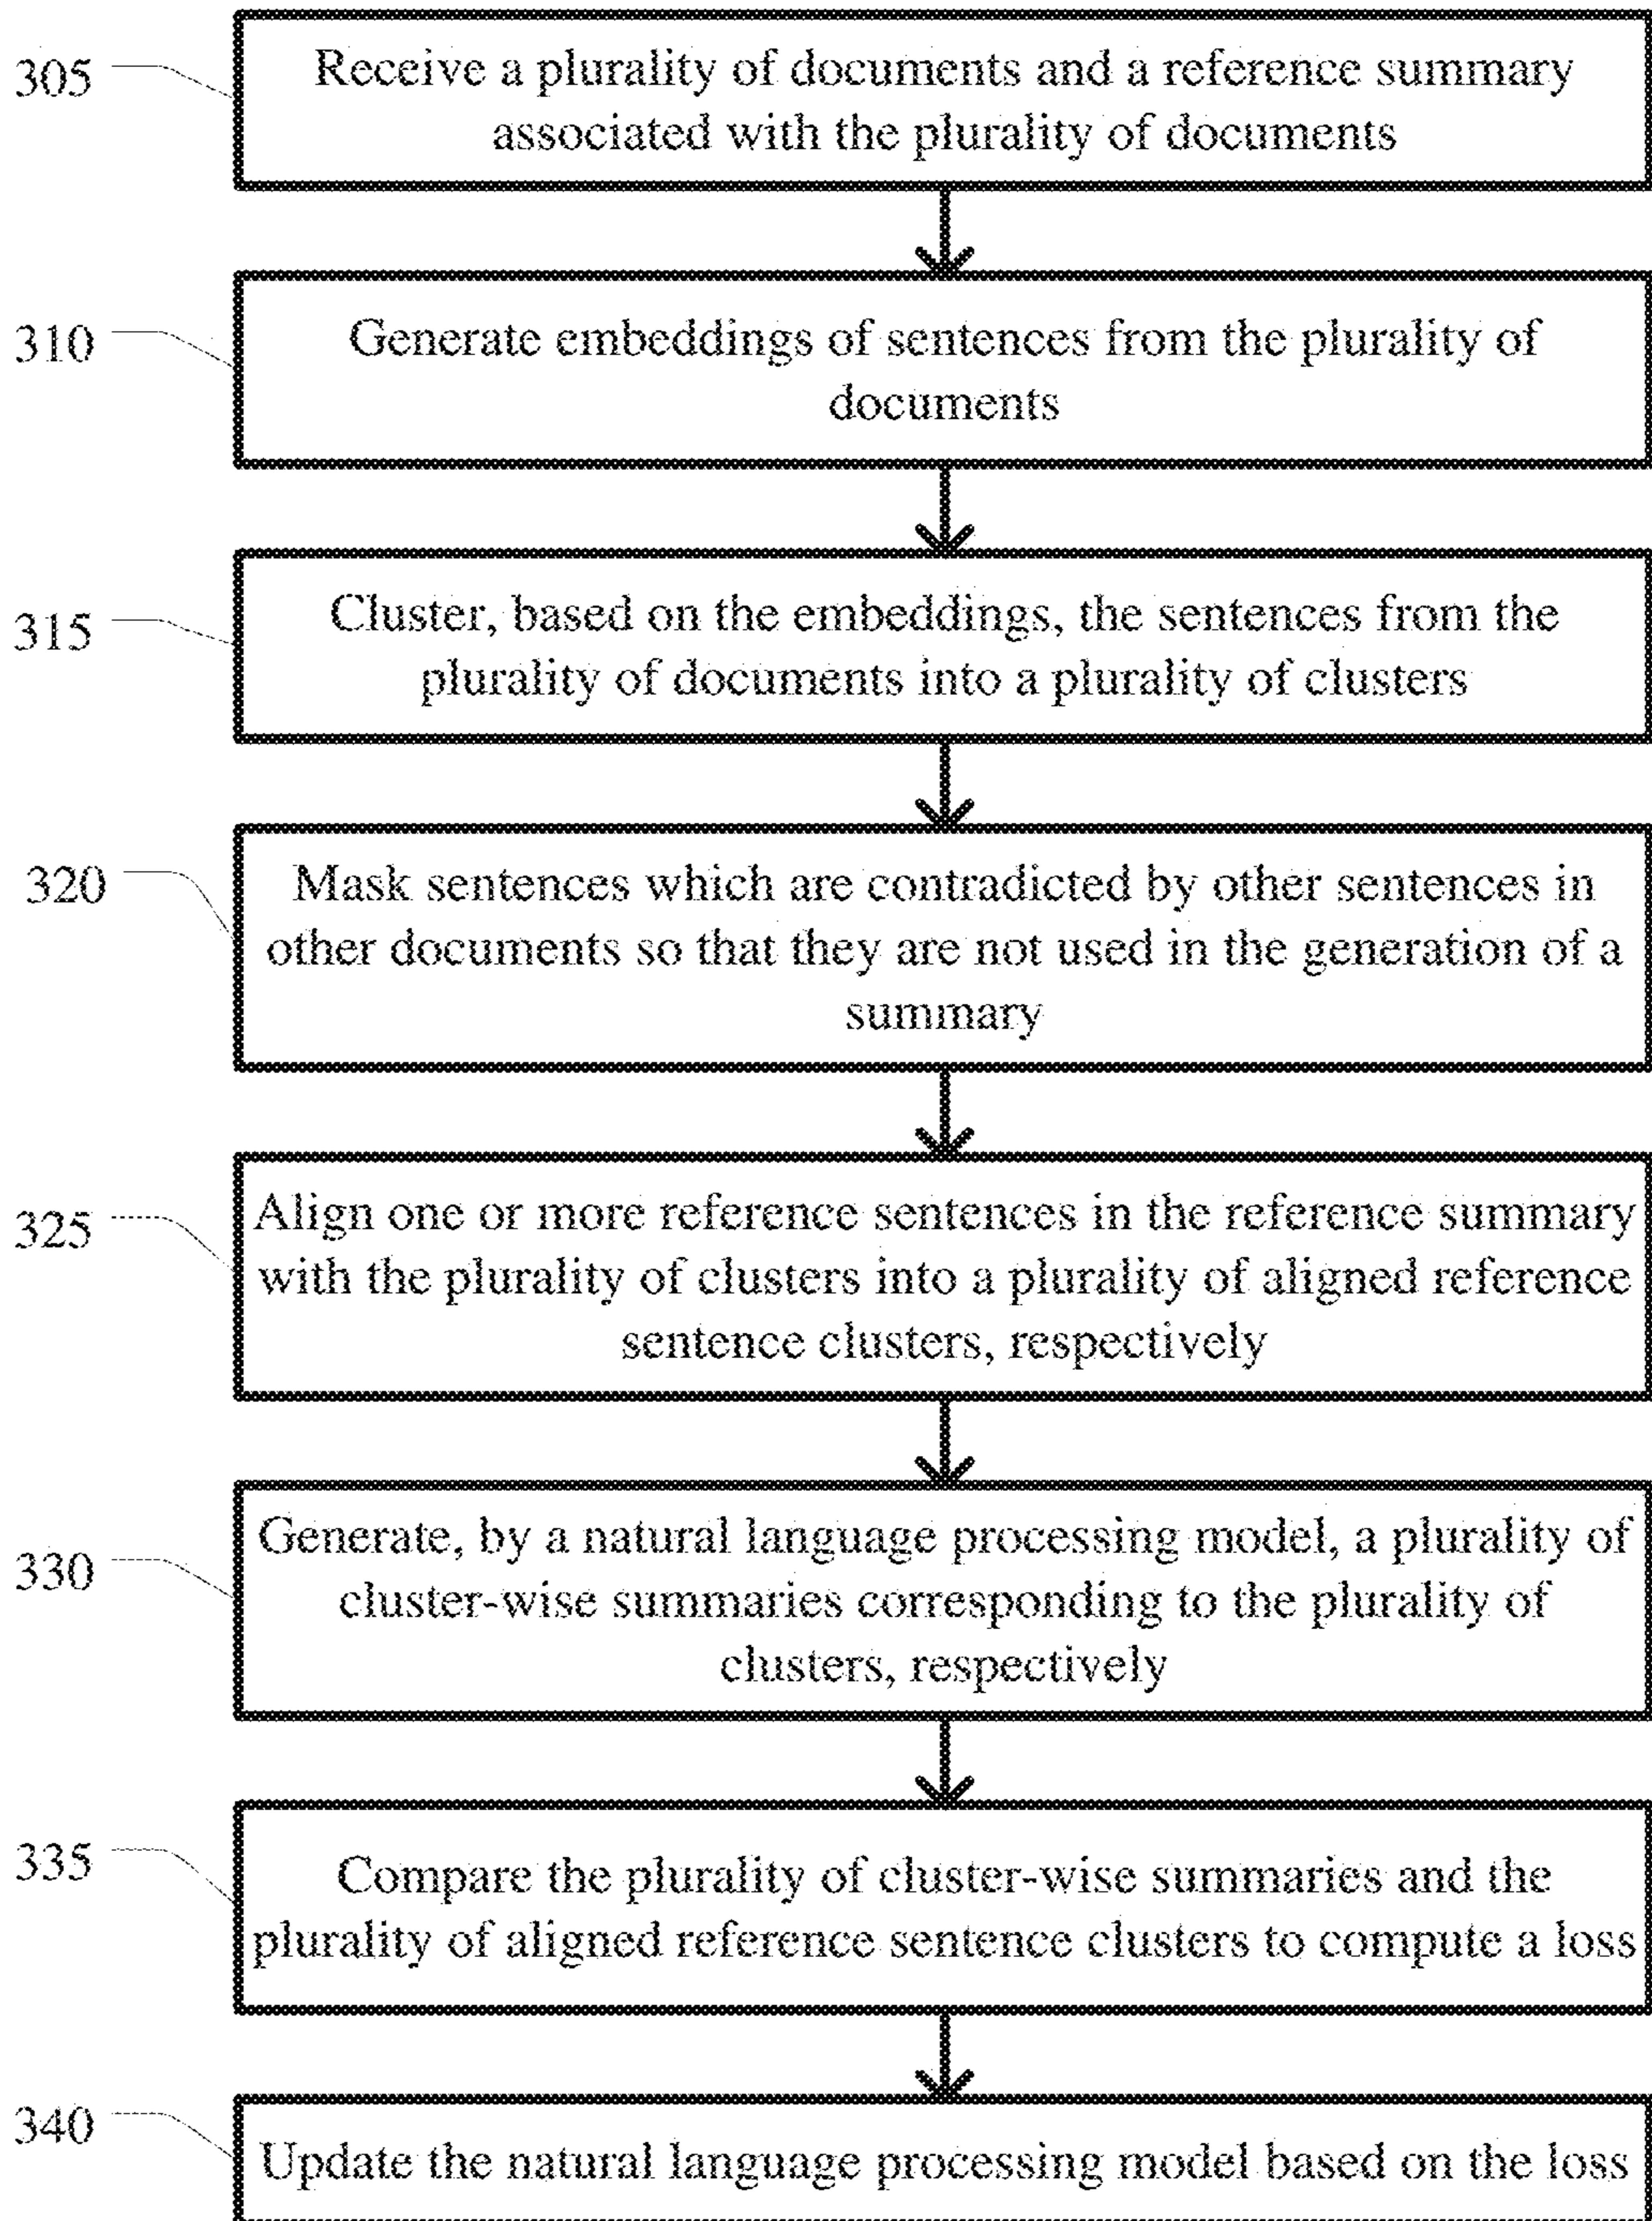 305
Receive a plurality of documents and a reference summary
associated with the plurality of documents
310
Generate embeddings of sentences from the plurality of
documents
315
Cluster, based on the embeddings, the sentences from the
plurality of documents into a plurality of clusters
320
Mask sentences which are contradicted by other sentences in
other documents so that they are not used in the generation of a
summary
325
Align one or more reference sentences in the reference summary
with the plurality of clusters into a plurality of aligned reference
sentence clusters, respectively
330
Generate, by a natural language processing model, a plurality of
cluster-wise summaries corresponding to the plurality of
clusters, respectively
335
Compare the plurality of cluster-wise summaries and the
plurality of aligned reference sentence clusters to compute a loss
340
Update the natural language processing model based on the loss